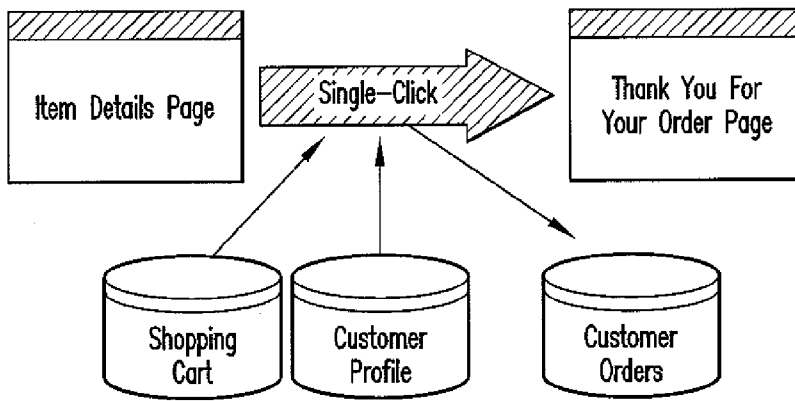 Item Details Page
Single-Click
Thank You For
Your Order Page
Shopping
Cart
Customer
Profile
Customer
Orders